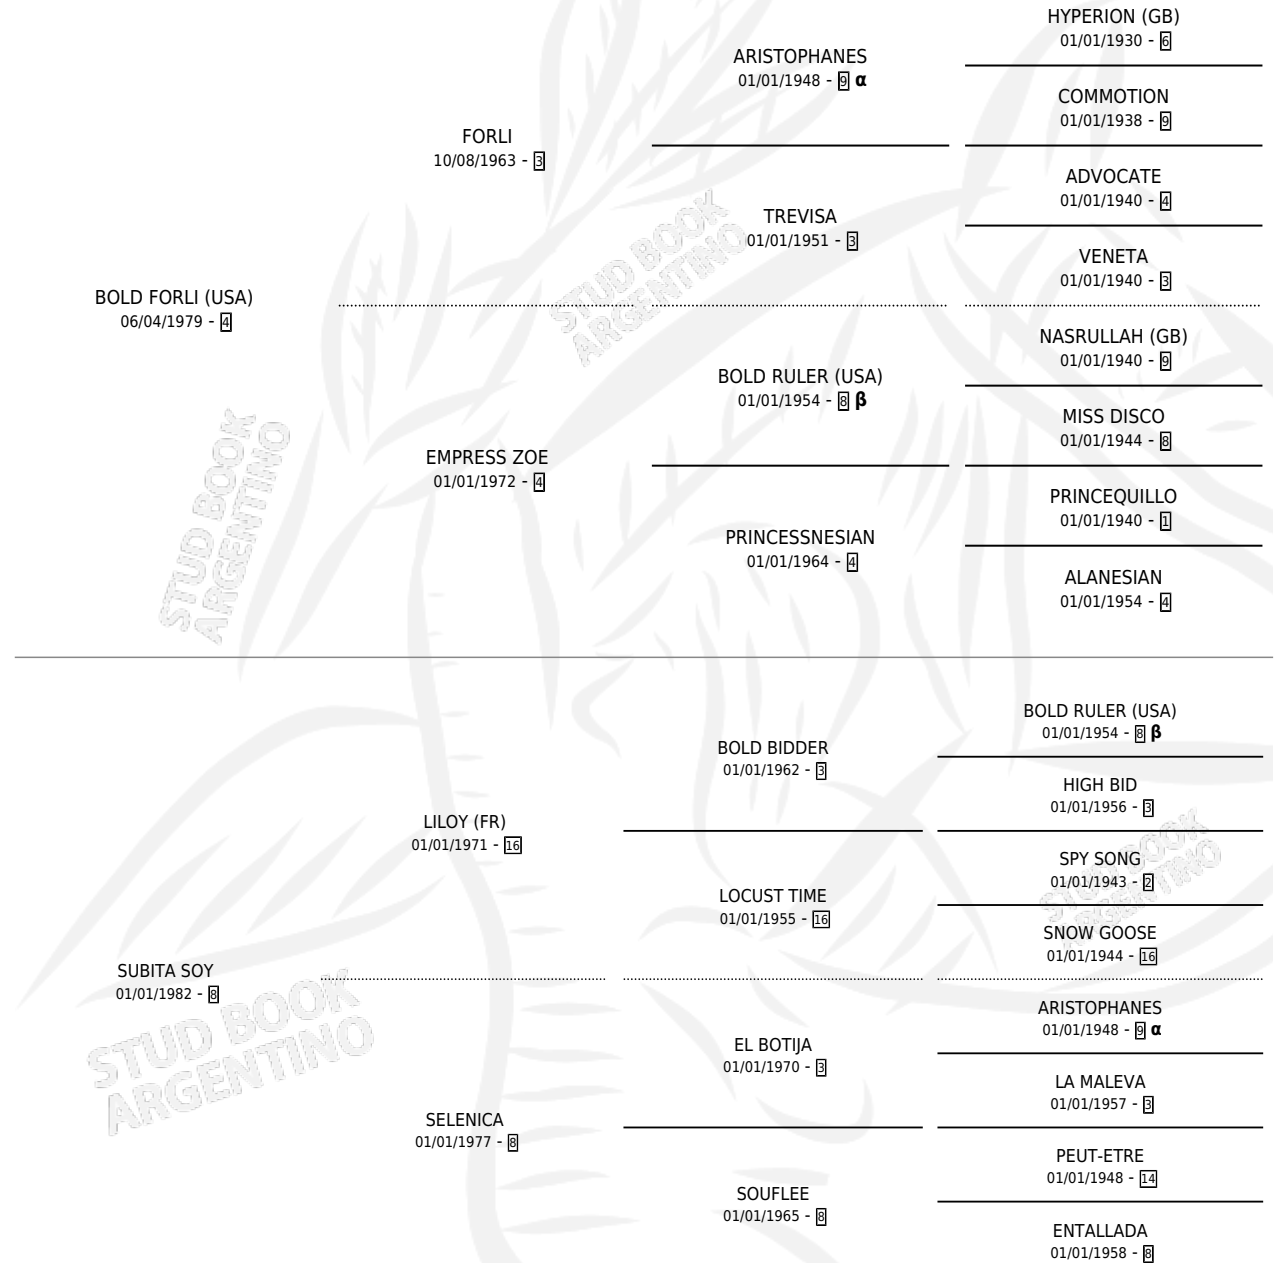 HYPERION (GB)
01/01/1930 - 6
ARISTOPHANES
01/01/1948 - 9 α
COMMOTION
01/01/1938 - 9
FORLI
10/08/1963 - 3
ADVOCATE
01/01/1940 - 4
TREVISA
01/01/1951 - 3
VENETA
01/01/1940 - 3
BOLD FORLI (USA)
06/04/1979 - 4
NASRULLAH (GB)
01/01/1940 - 9
BOLD RULER (USA)
01/01/1954 - 8 β
MISS DISCO
01/01/1944 - 8
EMPRESS ZOE
01/01/1972 - 4
PRINCEQUILLO
01/01/1940 - 1
PRINCESSNESIAN
01/01/1964 - 4
ALANESIAN
01/01/1954 - 4
STUD BOOK
ARGENTINO
STUD BOOK
ARGENTINO
BOLD RULER (USA)
01/01/1954 - 8 β
BOLD BIDDER
01/01/1962 - 3
HIGH BID
01/01/1956 - 3
LILOY (FR)
01/01/1971 - 16
SPY SONG
01/01/1943 - 2
LOCUST TIME
01/01/1955 - 16
SNOW GOOSE
01/01/1944 - 16
STUD BOOK
ARGENTINO
SUBITA SOY
01/01/1982 - 8
ARISTOPHANES
01/01/1948 - 9 α
EL BOTIJA
01/01/1970 - 3
LA MALEVA
01/01/1957 - 3
SELENICA
01/01/1977 - 8
PEUT-ETRE
01/01/1948 - 14
SOUFLEE
01/01/1965 - 8
ENTALLADA
01/01/1958 - 8
STUD BOOK
ARGENTINO